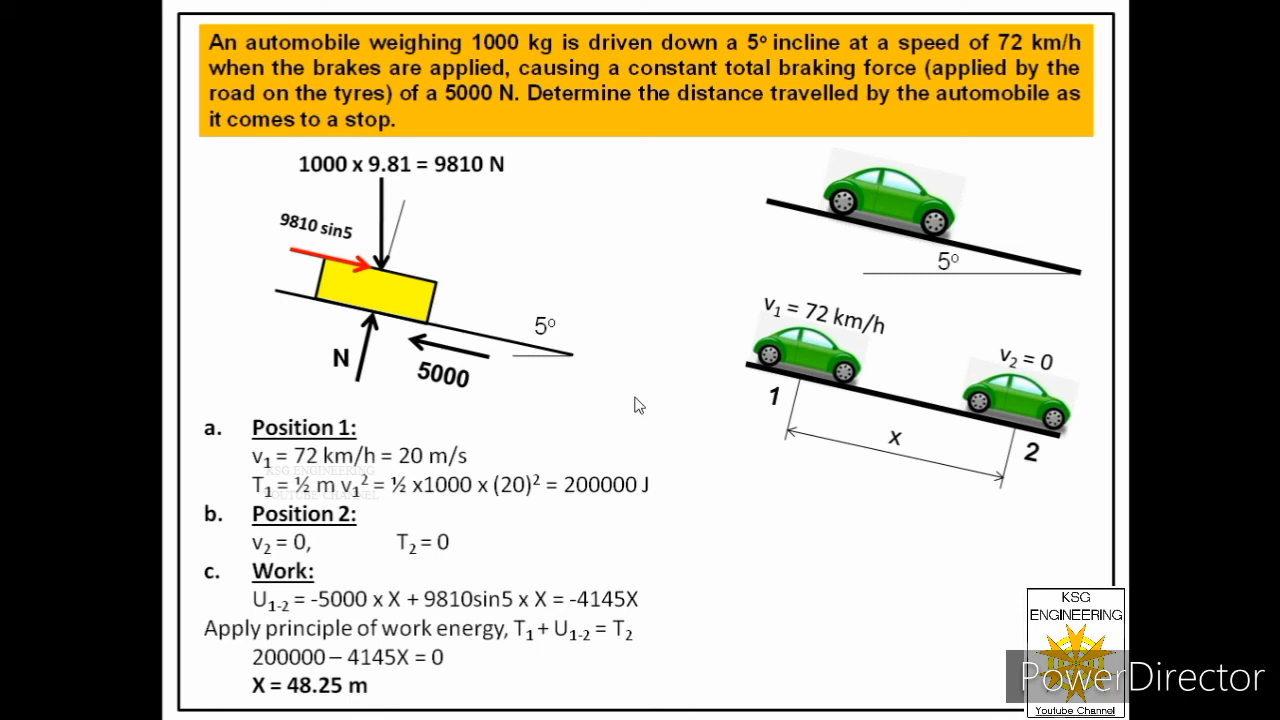 An automobile weighing 1000 kg is driven down a 5° incline at a speed of 72 km/h
when the brakes are applied, causing a constant total braking force (applied by the
road on the tyres) of a 5000 N. Determine the distance travelled by the automobile as
it comes to a stop.
1000 x 9.81 = 9810 N
9810 sin5
5°
N
5000
5°
v₁ = 72 km/h
v₂ = 0
1
x
2
a. Position 1:
v₁ = 72 km/h = 20 m/s
KSG ENGINEERING
T₁ = ½ m v₁² = ½ x1000 x (20)² = 200000 J
YOUTUBE CHANNEL
b. Position 2:
v₂ = 0, T₂ = 0
c. Work:
U₁₋₂ = -5000 x X + 9810sin5 x X = -4145X
Apply principle of work energy, T₁ + U₁₋₂ = T₂
200000 – 4145X = 0
X = 48.25 m
KSG
ENGINEERING
PowerDirector
Youtube Channel